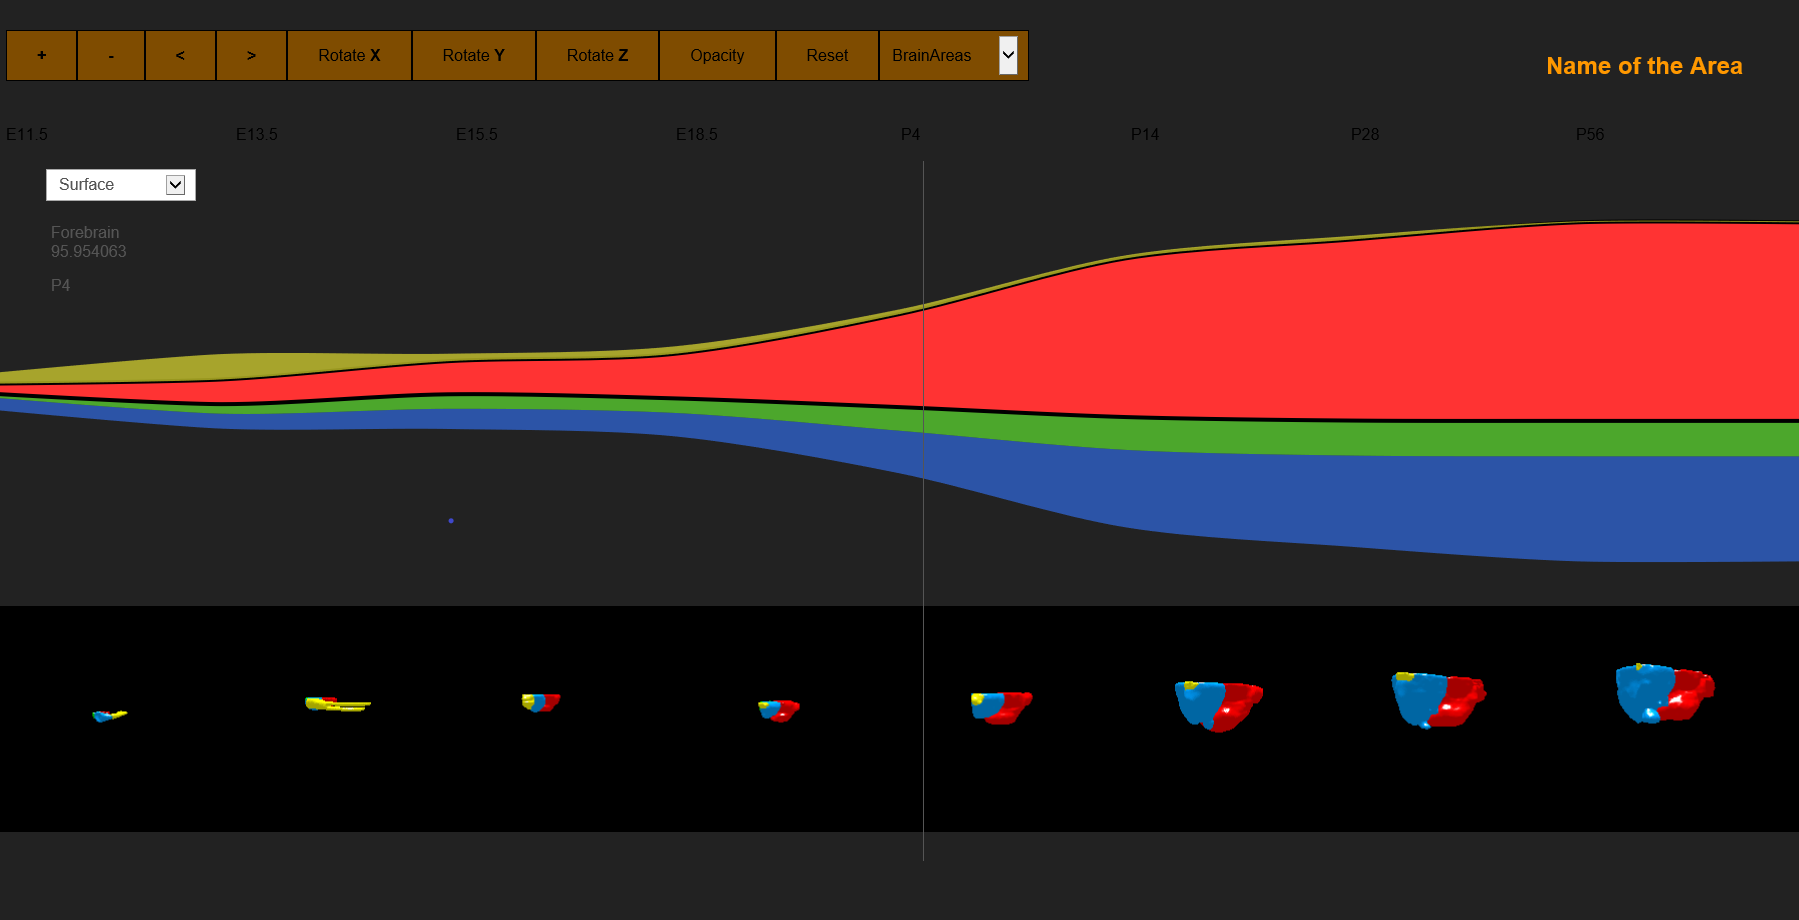 + - < > Rotate X Rotate Y Rotate Z Opacity Reset BrainAreas
Name of the Area
E11.5 E13.5 E15.5 E18.5 P4 P14 P28 P56
Surface
Forebrain
95.954063
P4